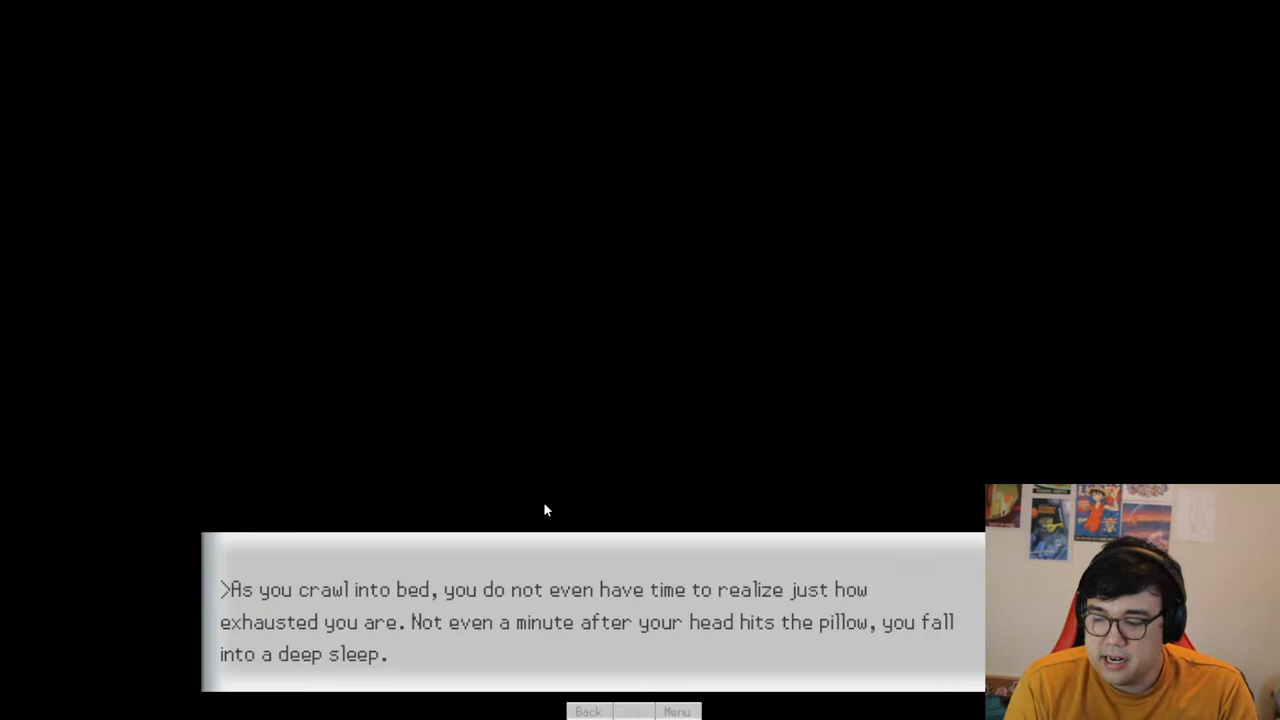 >As you crawl into bed, you do not even have time to realize just how
exhausted you are. Not even a minute after your head hits the pillow, you fall
into a deep sleep.
Back Menu